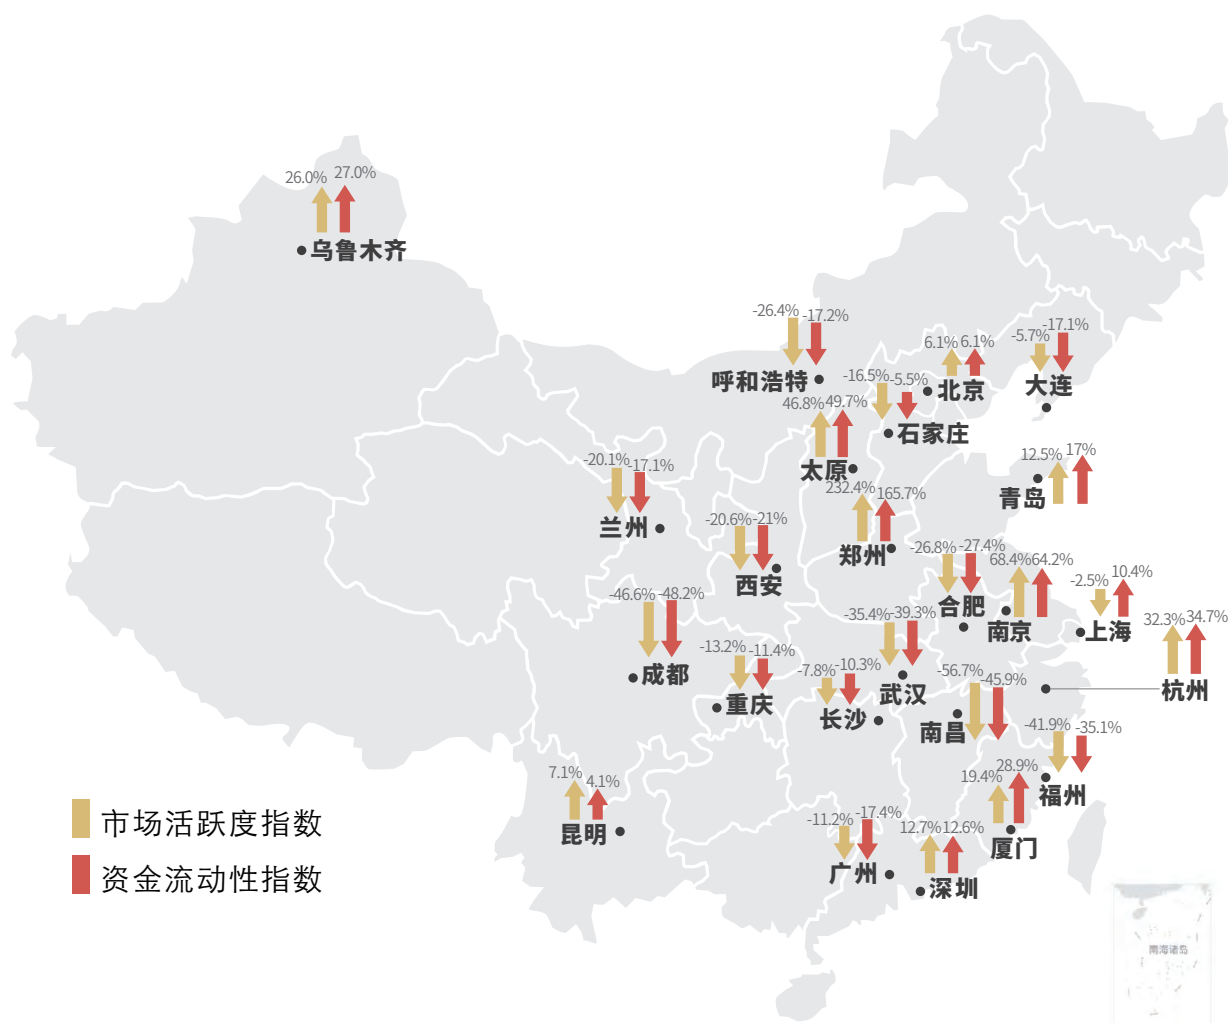 26.0% 27.0%
乌鲁木齐
-26.4% -17.2%
呼和浩特
6.1% 6.1%
北京
-5.7% -17.1%
大连
-16.5% -5.5%
石家庄
46.8% 49.7%
太原
12.5% 17%
青岛
-20.1% -17.1%
兰州
232.4% 165.7%
郑州
-20.6% -21%
西安
-26.8% -27.4%
合肥
68.4% 64.2%
南京
-2.5% 10.4%
上海
32.3% 34.7%
杭州
-46.6% -48.2%
成都
-35.4% -39.3%
武汉
-13.2% -11.4%
重庆
-7.8% -10.3%
长沙
-56.7% -45.9%
南昌
-41.9% -35.1%
福州
7.1% 4.1%
昆明
19.4% 28.9%
厦门
-11.2% -17.4%
广州
12.7% 12.6%
深圳
市场活跃度指数
资金流动性指数
南海诸岛